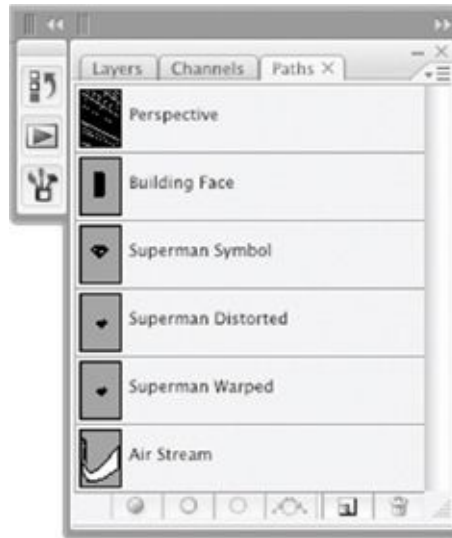 Layers Channels Paths ×
Perspective
Building Face
Superman Symbol
Superman Distorted
Superman Warped
Air Stream